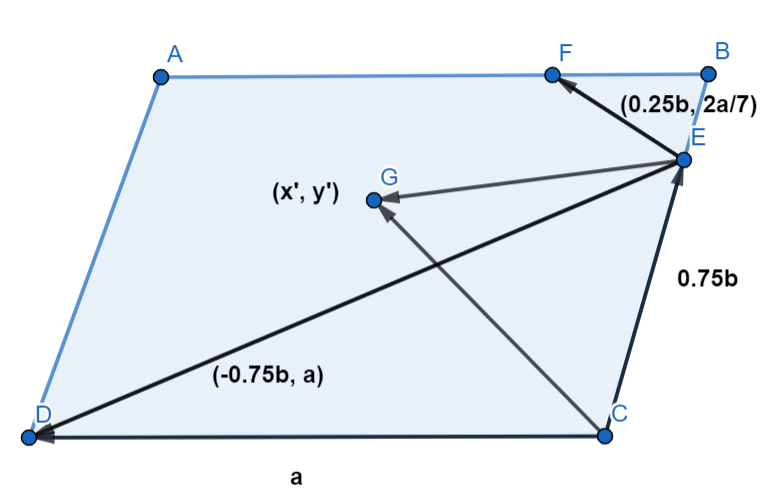 A
F
B
(0.25b, 2a/7)
E
G
(x', y')
0.75b
(-0.75b, a)
D
C
a